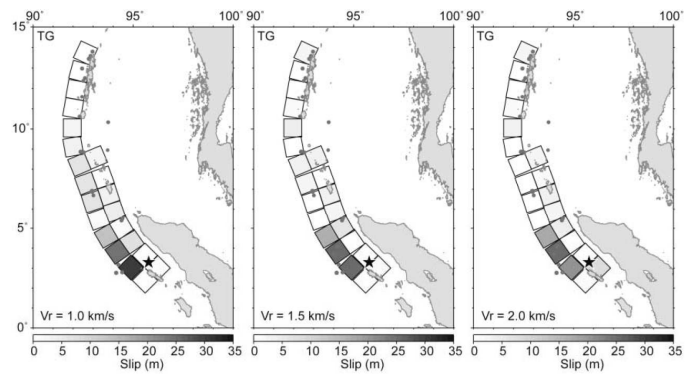 90° 95° 100° 90° 95° 100° 90° 95° 100°
15°
TG TG TG
10°
5°
Vr = 1.0 km/s Vr = 1.5 km/s Vr = 2.0 km/s
0°
0 5 10 15 20 25 30 35 0 5 10 15 20 25 30 35 0 5 10 15 20 25 30 35
Slip (m) Slip (m) Slip (m)